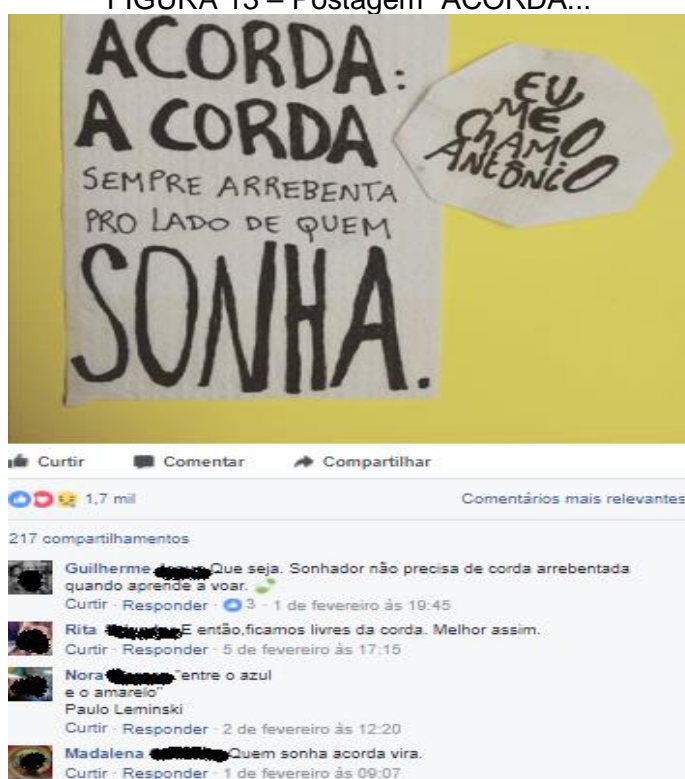 FIGURA 13 – Postagem "ACORDA...
ACORDA:
A CORDA
SEMPRE ARREBENTA
PRO LADO DE QUEM
SONHA.
EU
ME
CHAMO
ANTÔNIO
Curtir Comentar Compartilhar
1,7 mil Comentários mais relevantes
217 compartilhamentos
Guilherme Que seja. Sonhador não precisa de corda arrebentada
quando aprende a voar.
Curtir · Responder · 3 · 1 de fevereiro às 19:45
Rita E então,ficamos livres da corda. Melhor assim.
Curtir · Responder · 5 de fevereiro às 17:15
Nora "entre o azul
e o amarelo"
Paulo Leminski
Curtir · Responder · 2 de fevereiro às 12:20
Madalena Quem sonha acorda vira.
Curtir · Responder · 1 de fevereiro às 09:07